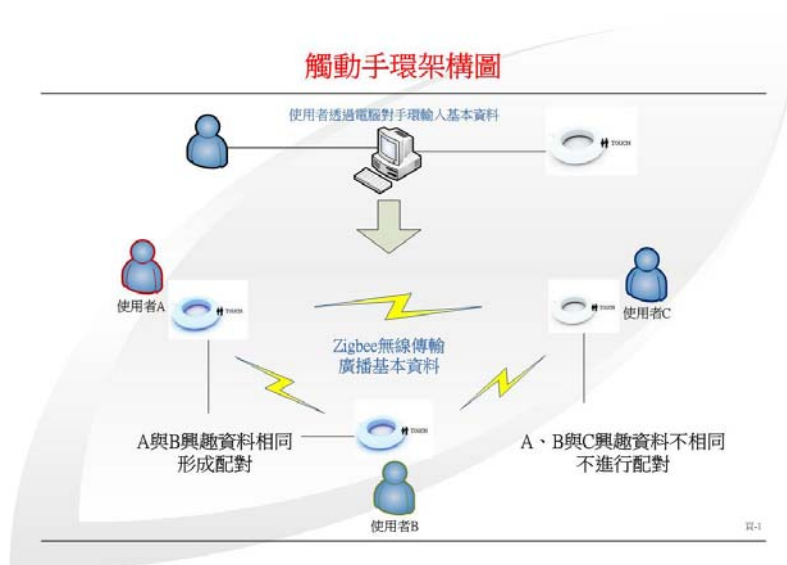 觸動手環架構圖
使用者透過電腦對手環輸入基本資料
TOUCH
使用者A
TOUCH
TOUCH
使用者C
Zigbee無線傳輸
廣播基本資料
TOUCH
A與B興趣資料相同
形成配對
A、B與C興趣資料不相同
不進行配對
使用者B
頁-1